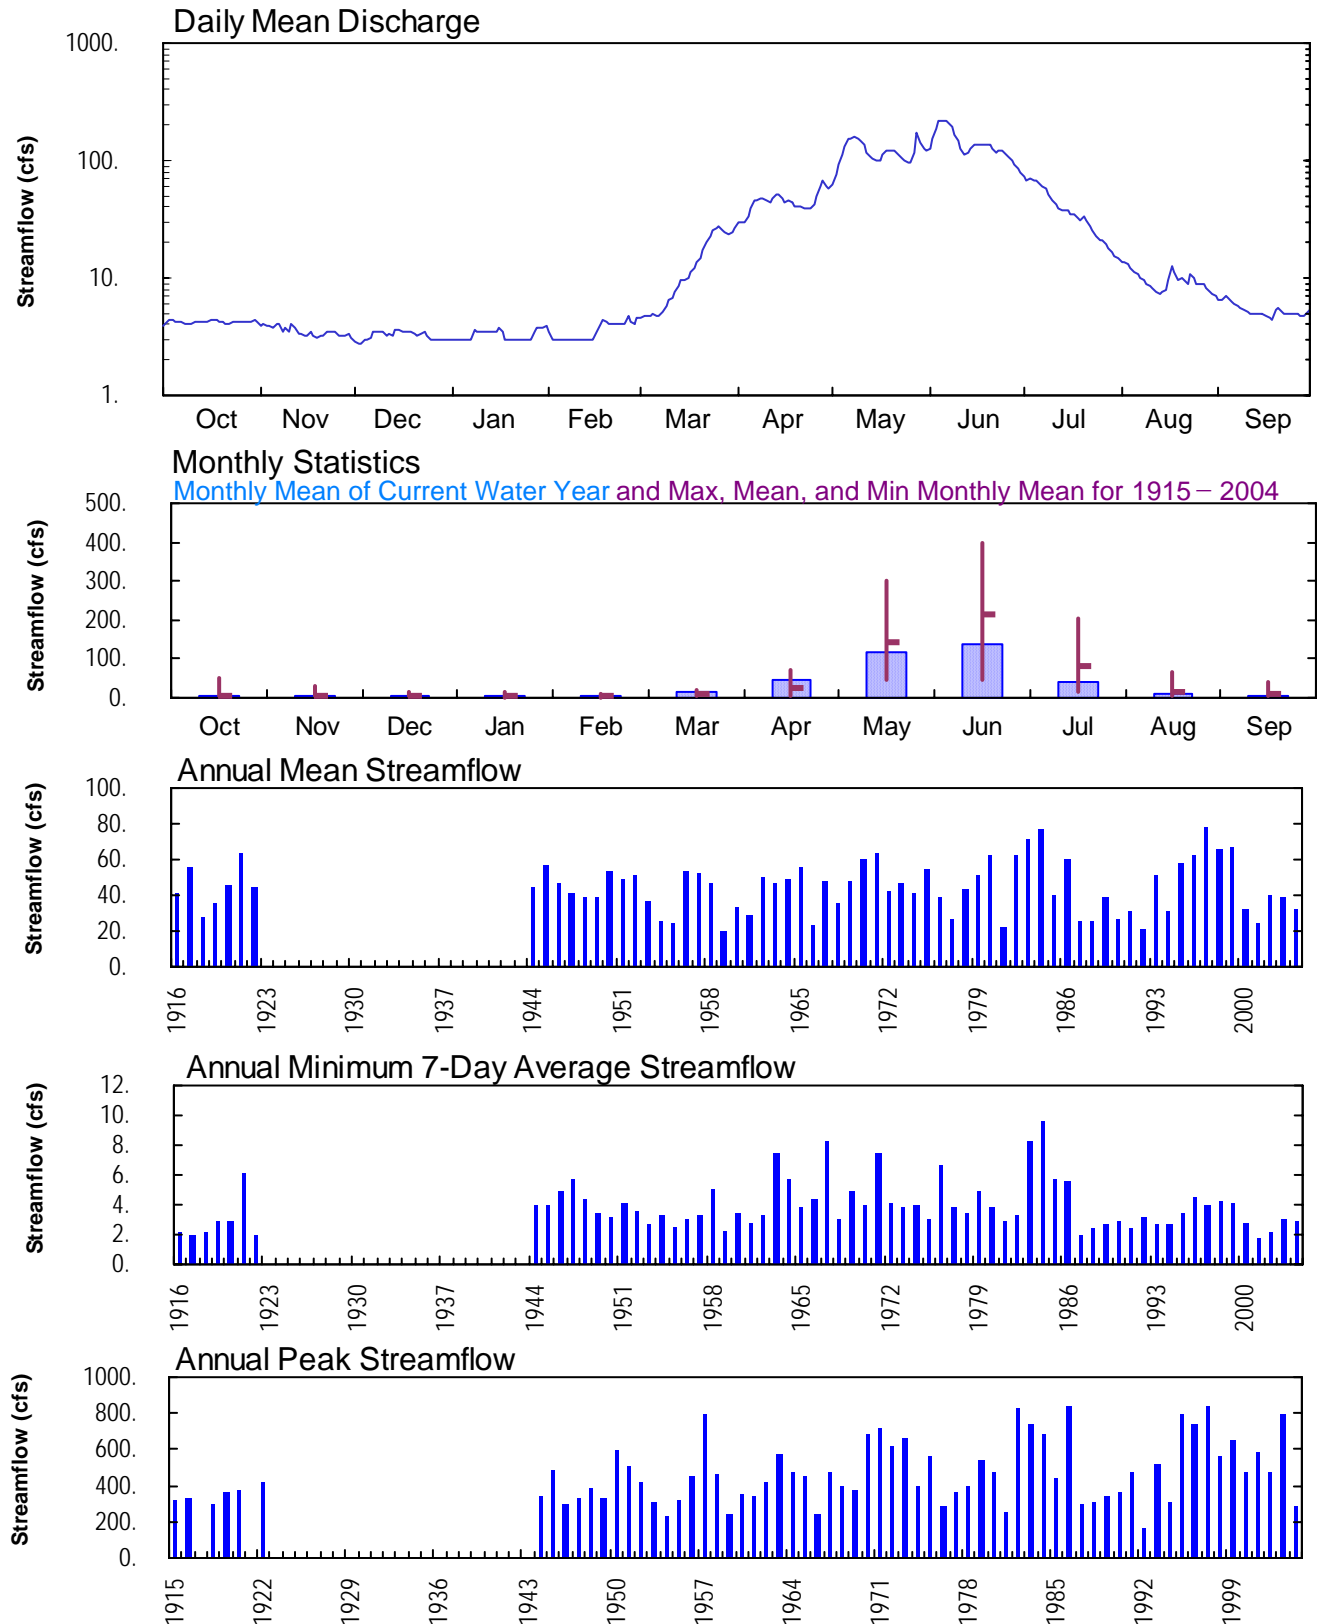 Daily Mean Discharge
Streamflow (cfs)
1000.
100.
10.
1.
Oct Nov Dec Jan Feb Mar Apr May Jun Jul Aug Sep
Monthly Statistics
Monthly Mean of Current Water Year and Max, Mean, and Min Monthly Mean for 1915 – 2004
Streamflow (cfs)
500.
400.
300.
200.
100.
0.
Oct Nov Dec Jan Feb Mar Apr May Jun Jul Aug Sep
Annual Mean Streamflow
Streamflow (cfs)
100.
80.
60.
40.
20.
0.
1916 1923 1930 1937 1944 1951 1958 1965 1972 1979 1986 1993 2000
Annual Minimum 7-Day Average Streamflow
Streamflow (cfs)
12.
10.
8.
6.
4.
2.
0.
1916 1923 1930 1937 1944 1951 1958 1965 1972 1979 1986 1993 2000
Annual Peak Streamflow
Streamflow (cfs)
1000.
800.
600.
400.
200.
0.
1915 1922 1929 1936 1943 1950 1957 1964 1971 1978 1985 1992 1999